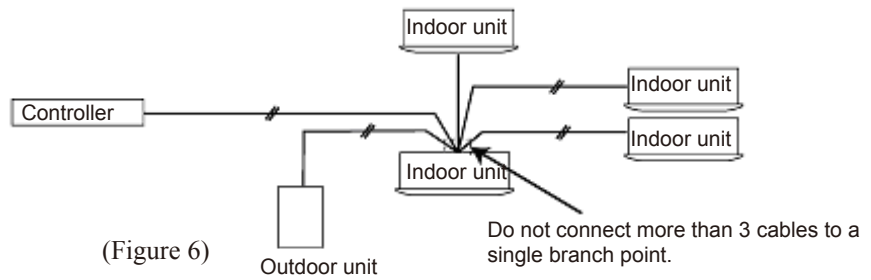 Indoor unit
Indoor unit
Controller
Indoor unit
Indoor unit
Do not connect more than 3 cables to a
single branch point.
(Figure 6)
Outdoor unit